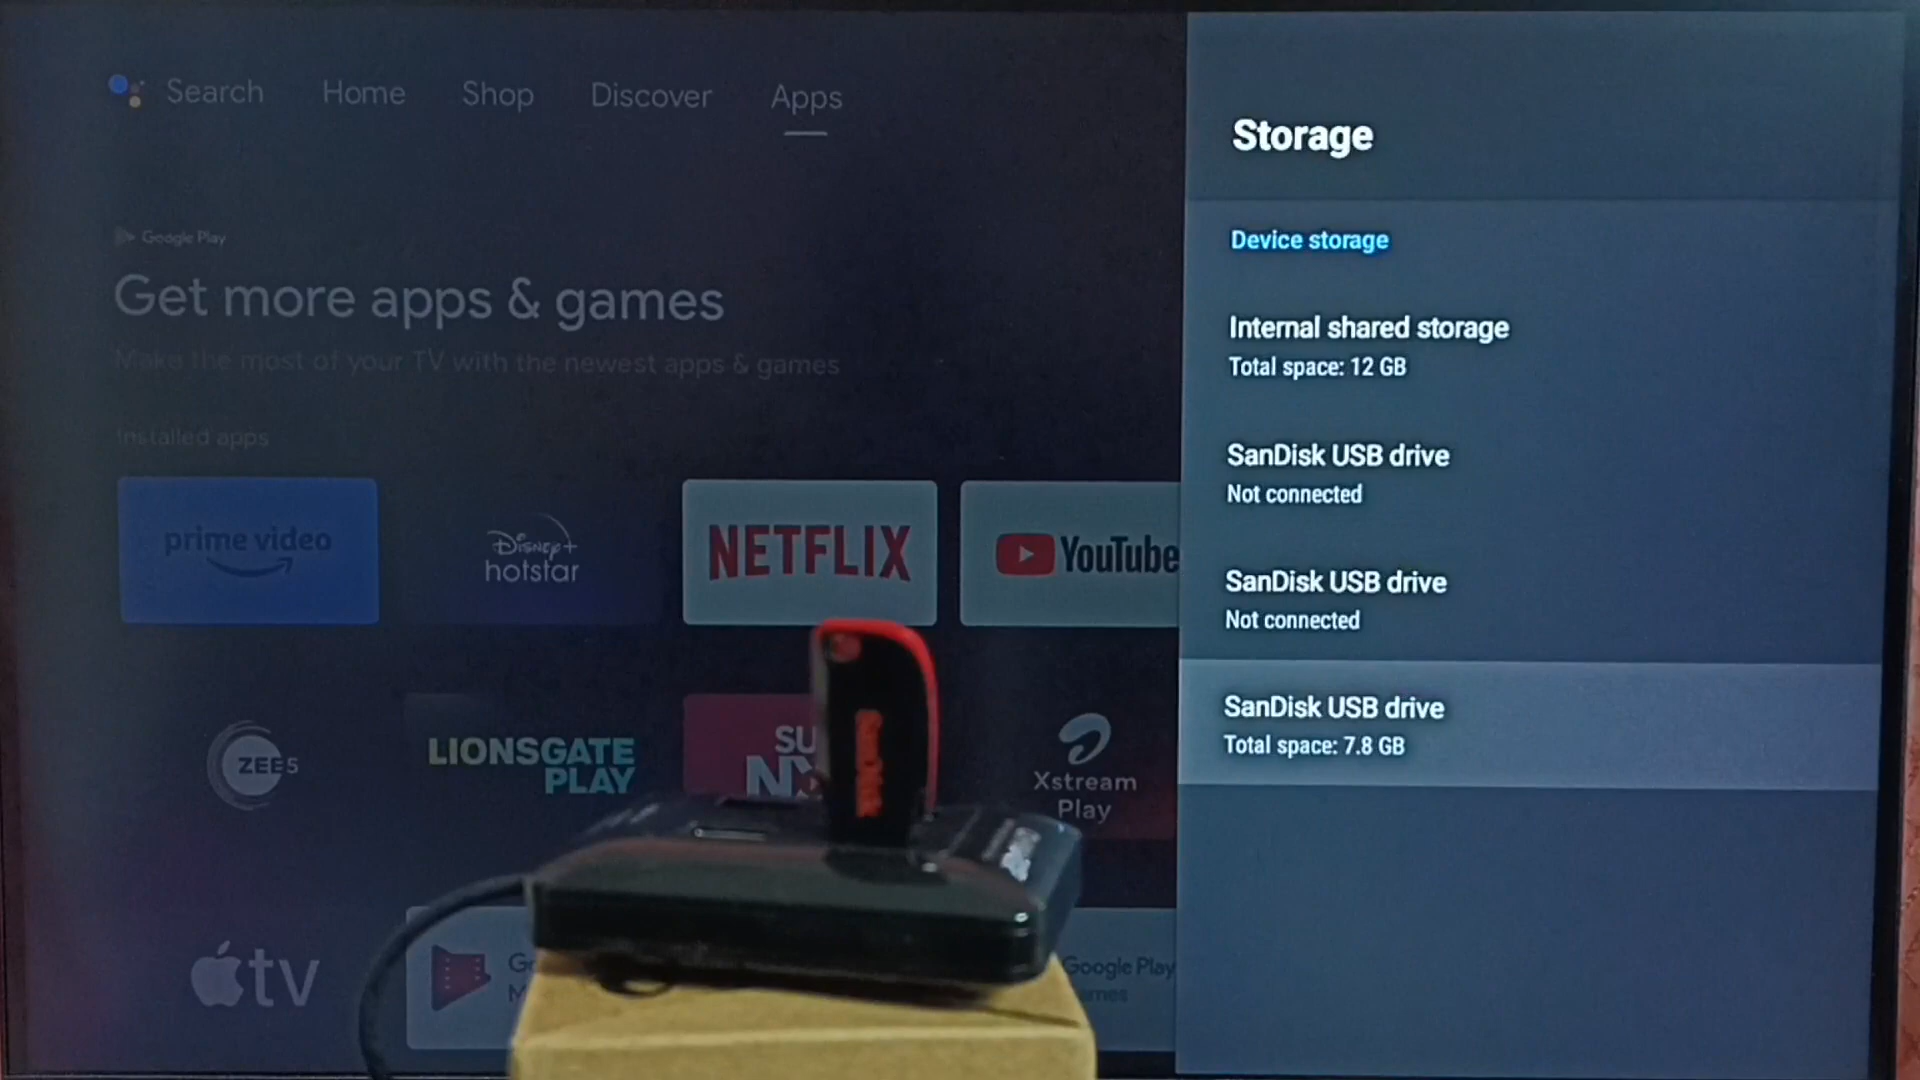 Search Home Shop Discover Apps
Google Play
Get more apps & games
Make the most of your TV with the newest apps & games
Installed apps
prime video
Disney+
hotstar
NETFLIX
YouTube
ZEE5
LIONSGATE
PLAY
SU
Xstream
Play
SanDisk
tv
Google Play
Storage
Device storage
Internal shared storage
Total space: 12 GB
SanDisk USB drive
Not connected
SanDisk USB drive
Not connected
SanDisk USB drive
Total space: 7.8 GB